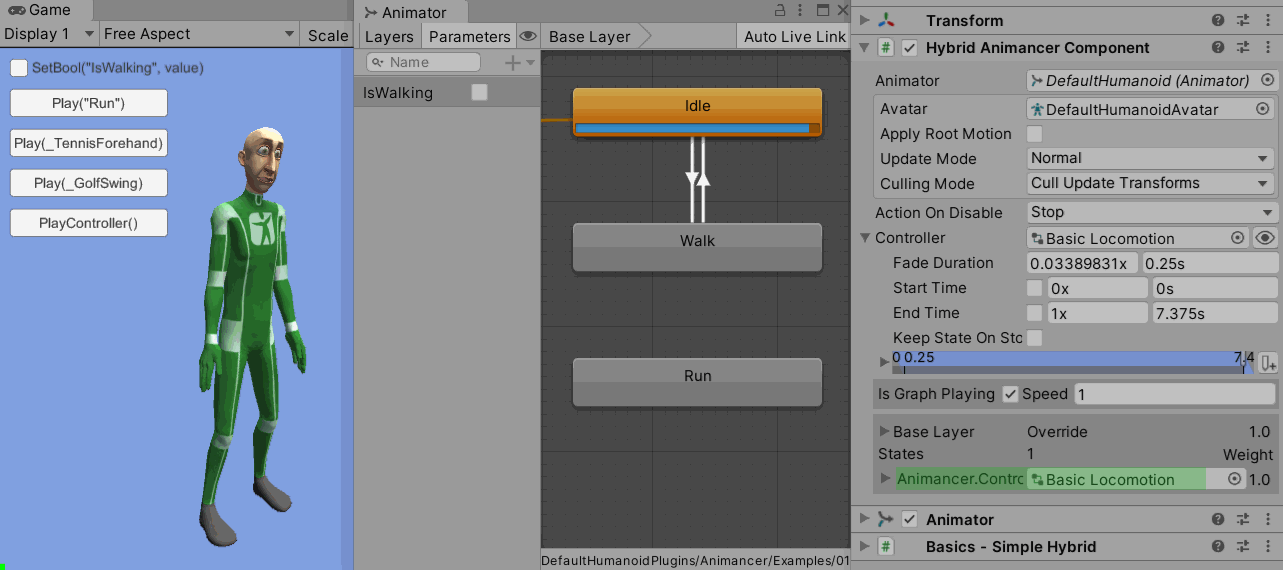 Game
Display 1
Free Aspect
Scale
SetBool("IsWalking", value)
Play("Run")
Play(_TennisForehand)
Play(_GolfSwing)
PlayController()
Animator
Layers
Parameters
Base Layer
Auto Live Link
Name
IsWalking
Idle
Walk
Run
DefaultHumanoidPlugins/Animancer/Examples/01
Transform
# Hybrid Animancer Component
Animator DefaultHumanoid (Animator)
Avatar DefaultHumanoidAvatar
Apply Root Motion
Update Mode Normal
Culling Mode Cull Update Transforms
Action On Disable Stop
Controller Basic Locomotion
Fade Duration 0.03389831x 0.25s
Start Time 0x 0s
End Time 1x 7.375s
Keep State On Sto
0 0.25 7.4
Is Graph Playing Speed 1
Base Layer Override 1.0
States 1 Weight
Animancer.Contro Basic Locomotion 1.0
Animator
# Basics - Simple Hybrid